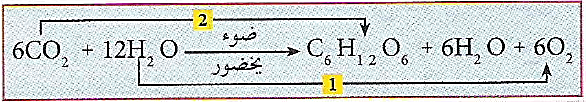 2
ضوء
6CO₂ + 12H₂O → C₆H₁₂O₆ + 6H₂O + 6O₂
يخضور
1